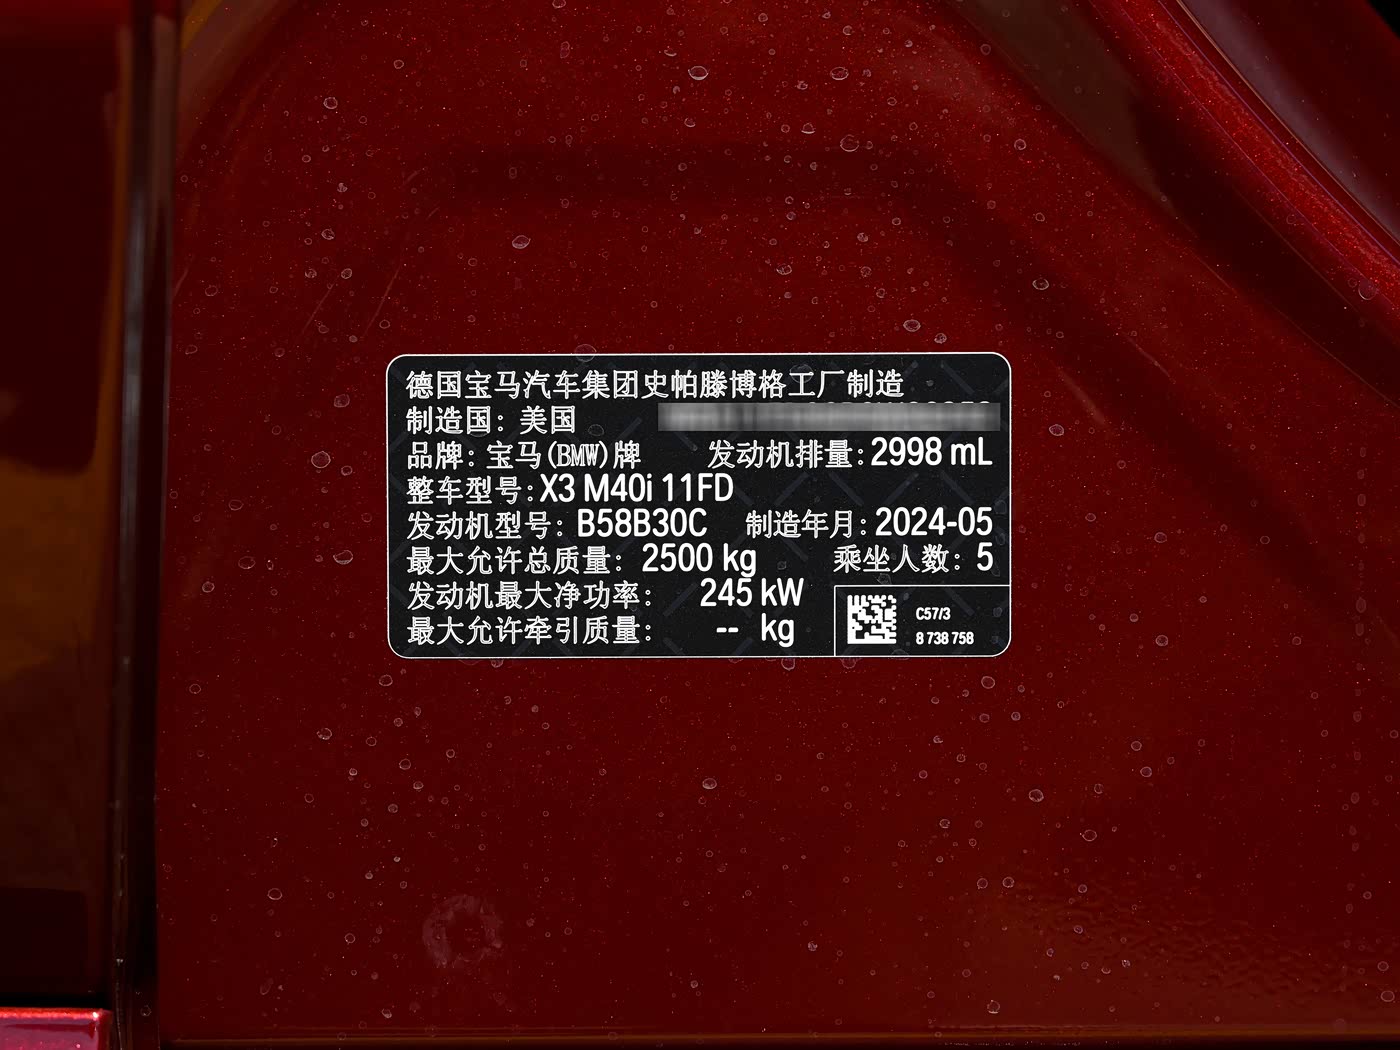 德国宝马汽车集团史帕滕博格工厂制造
制造国：美国
品牌：宝马(BMW)牌 发动机排量：2998 mL
整车型号：X3 M40i 11FD
发动机型号：B58B30C 制造年月：2024-05
最大允许总质量：2500 kg 乘坐人数：5
发动机最大净功率：245 kW
最大允许牵引质量：-- kg
C57/3
8 738 758